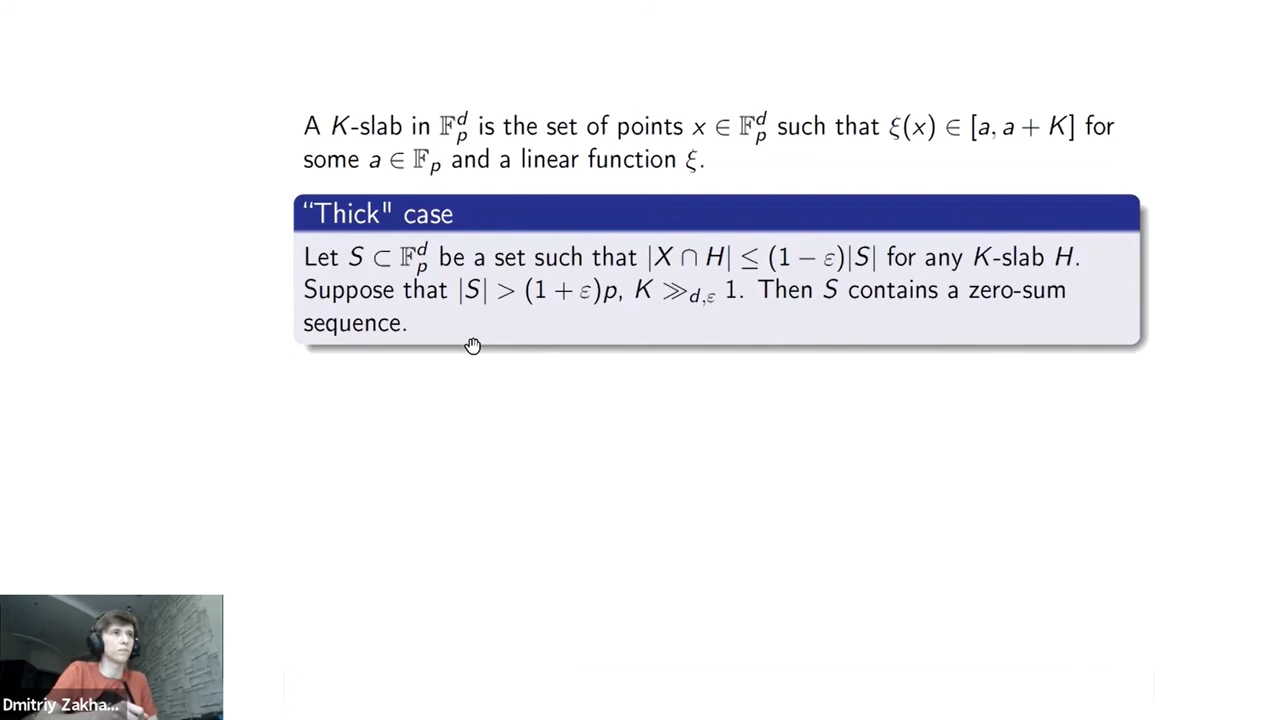 A K-slab in 𝔽_p^d is the set of points x ∈ 𝔽_p^d such that ξ(x) ∈ [a, a + K] for
some a ∈ 𝔽_p and a linear function ξ.
“Thick" case
Let S ⊂ 𝔽_p^d be a set such that |X ∩ H| ≤ (1 − ε)|S| for any K-slab H.
Suppose that |S| > (1 + ε)p, K ≫_{d,ε} 1. Then S contains a zero-sum
sequence.
Dmitriy Zakha...